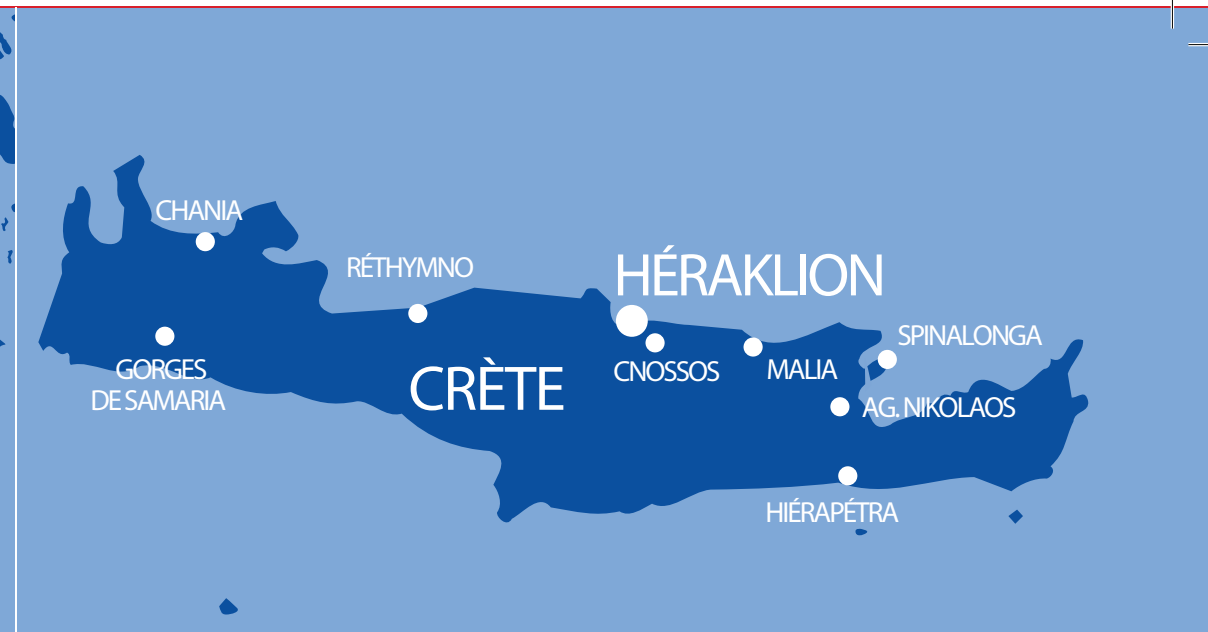 CHANIA
RÉTHYMNO
HÉRAKLION
SPINALONGA
GORGES
DE SAMARIA
CRÈTE
CNOSSOS
MALIA
AG. NIKOLAOS
HIÉRAPÉTRA